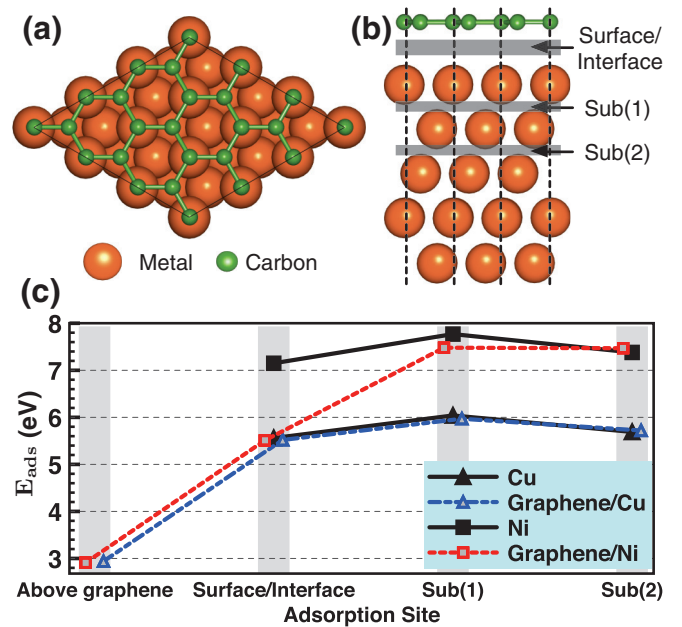 (a)
(b)
Surface/
Interface
Sub(1)
Sub(2)
Metal
Carbon
(c)
8
7
6
5
4
3
E_ads (eV)
Cu
Graphene/Cu
Ni
Graphene/Ni
Above graphene Surface/Interface Sub(1) Sub(2)
Adsorption Site